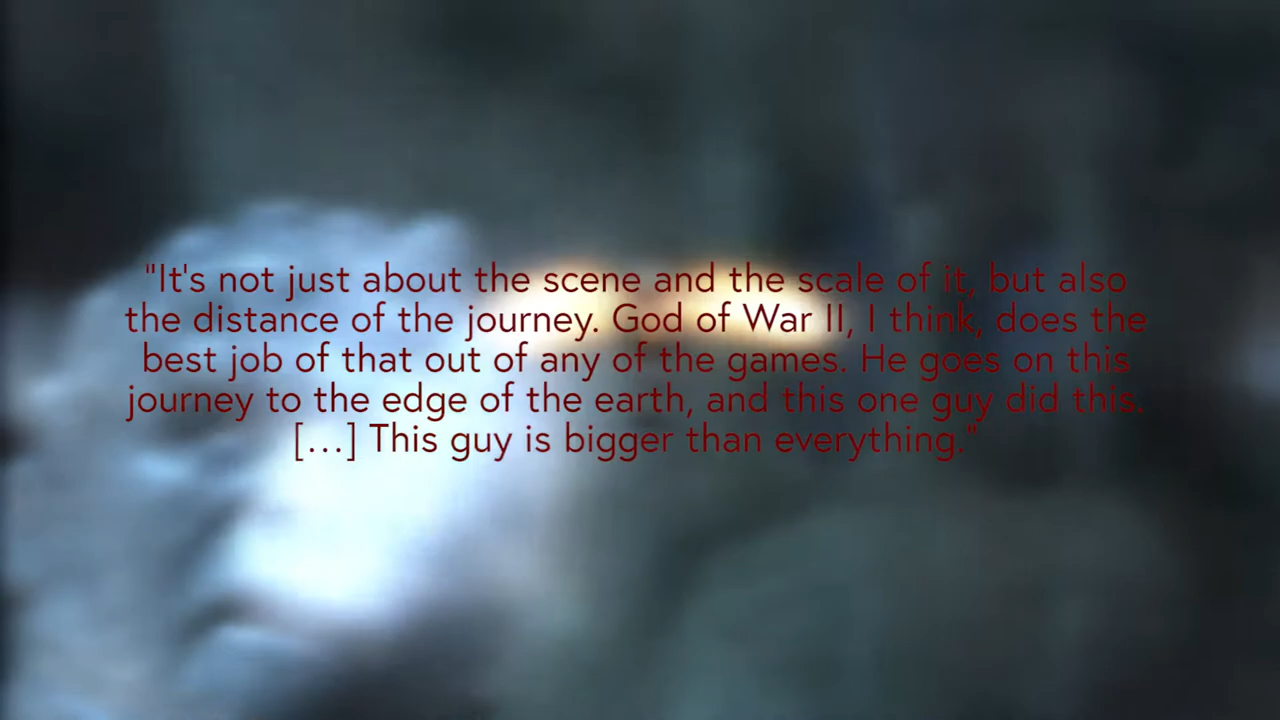 "It's not just about the scene and the scale of it, but also
the distance of the journey. God of War II, I think, does the
best job of that out of any of the games. He goes on this
journey to the edge of the earth, and this one guy did this.
[...] This guy is bigger than everything."